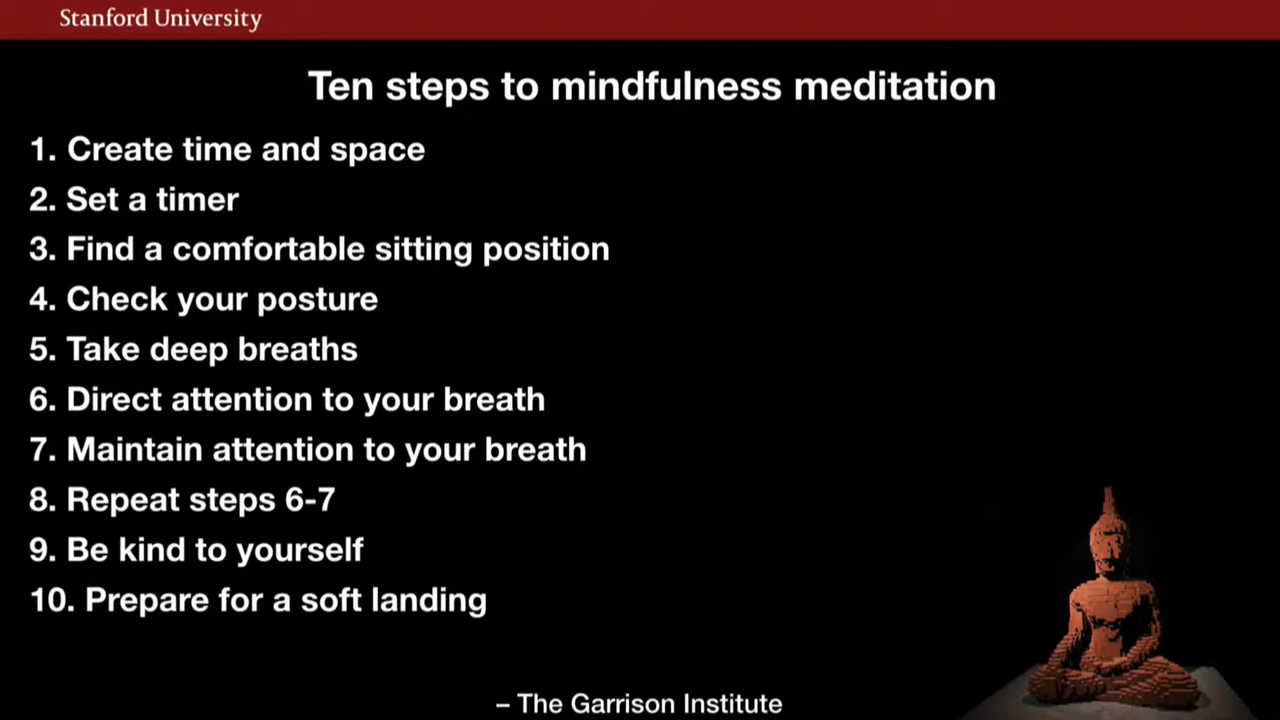 Stanford University
Ten steps to mindfulness meditation
1. Create time and space
2. Set a timer
3. Find a comfortable sitting position
4. Check your posture
5. Take deep breaths
6. Direct attention to your breath
7. Maintain attention to your breath
8. Repeat steps 6-7
9. Be kind to yourself
10. Prepare for a soft landing
– The Garrison Institute